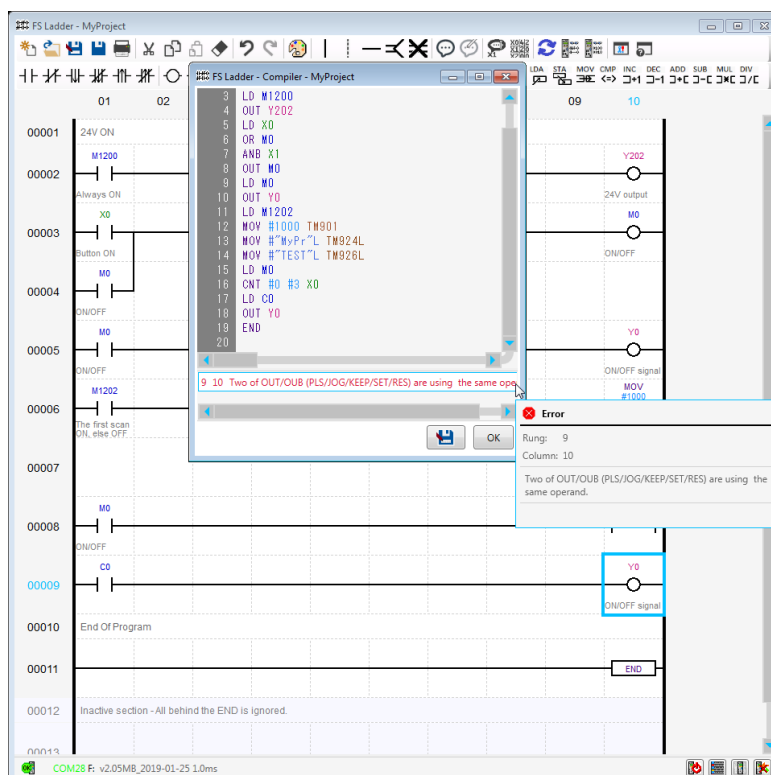 FS Ladder - MyProject
LDA STA MOV CMP INC DEC ADD SUB MUL DIV
FS Ladder - Compiler - MyProject
01 02 09 10
3 LD M1200
4 OUT Y202
5 LD X0
6 OR M0
7 ANB X1
8 OUT M0
9 LD M0
10 OUT Y0
11 LD M1202
12 MOV #1000 TM901
13 MOV #"MyPr"L TM924L
14 MOV #"TEST"L TM926L
15 LD M0
16 CNT #0 #3 X0
17 LD C0
18 OUT Y0
19 END
20
9 10 Two of OUT/OUB (PLS/JOG/KEEP/SET/RES) are using the same ope
OK
Error
Rung: 9
Column: 10
Two of OUT/OUB (PLS/JOG/KEEP/SET/RES) are using the
same operand.
00001 24V ON
M1200 Y202
00002
Always ON 24V output
X0 M0
00003
Button ON ON/OFF
M0
00004
ON/OFF
M0 Y0
00005
ON/OFF ON/OFF signal
M1202 MOV
#1000
00006
The first scan
ON, else OFF
00007
M0
00008
ON/OFF
C0 Y0
00009
ON/OFF signal
00010 End Of Program
00011 END
00012 Inactive section - All behind the END is ignored.
00013
COM28 F: v2.05MB_2019-01-25 1.0ms